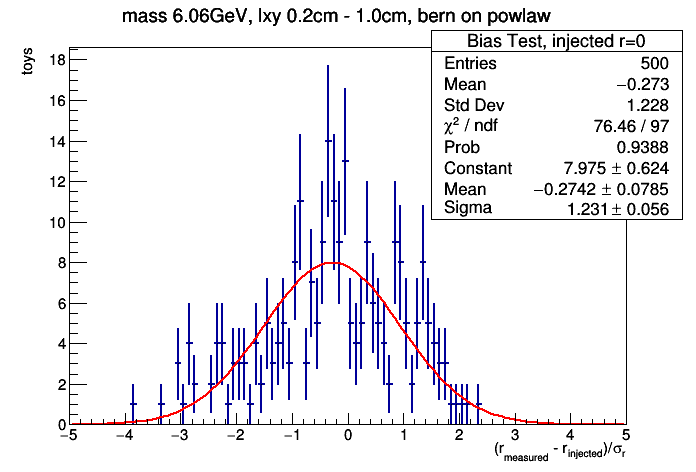 mass 6.06GeV, lxy 0.2cm - 1.0cm, bern on powlaw
toys
Bias Test, injected r=0
Entries 500
Mean −0.273
Std Dev 1.228
χ² / ndf 76.46 / 97
Prob 0.9388
Constant 7.975 ± 0.624
Mean −0.2742 ± 0.0785
Sigma 1.231 ± 0.056
18
16
14
12
10
8
6
4
2
0
−5 −4 −3 −2 −1 0 1 2 3 4 5
(r_measured - r_injected)/σ_r